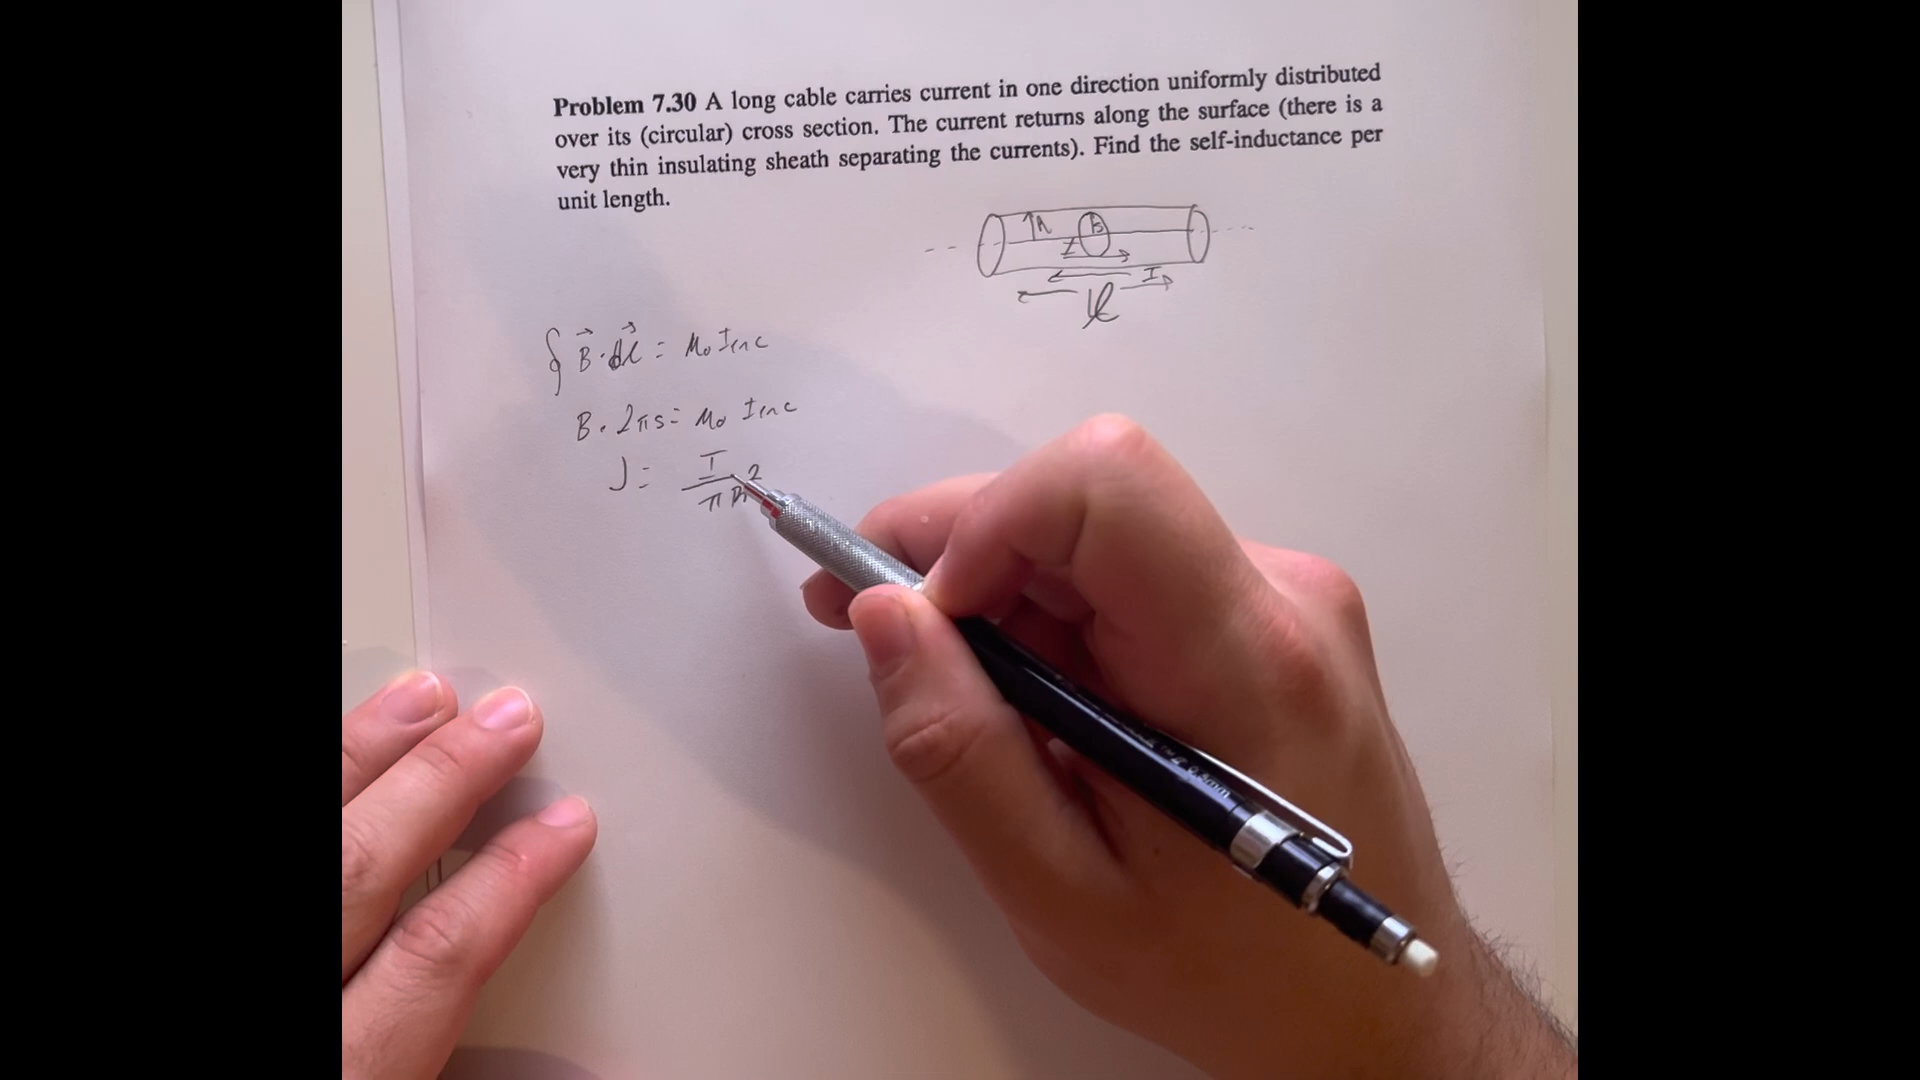 Problem 7.30 A long cable carries current in one direction uniformly distributed
over its (circular) cross section. The current returns along the surface (there is a
very thin insulating sheath separating the currents). Find the self-inductance per
unit length.
R s
I
I
l
∮ B⃗ · dl⃗ = μ₀ Ienc
B · 2πs = μ₀ Ienc
J = I / πR²